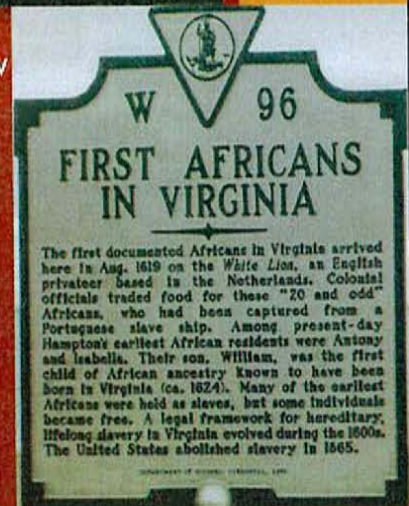 W 96
FIRST AFRICANS
IN VIRGINIA
The first documented Africans in Virginia arrived
here in Aug. 1619 on the White Lion, an English
privateer based in the Netherlands. Colonial
officials traded food for these "20 and odd"
Africans, who had been captured from a
Portuguese slave ship. Among present-day
Hampton's earliest African residents were Antony
and Isabella. Their son, William, was the first
child of African ancestry known to have been
born in Virginia (ca. 1624). Many of the earliest
Africans were held as slaves, but some individuals
became free. A legal framework for hereditary,
lifelong slavery in Virginia evolved during the 1600s.
The United States abolished slavery in 1865.
DEPARTMENT OF HISTORIC